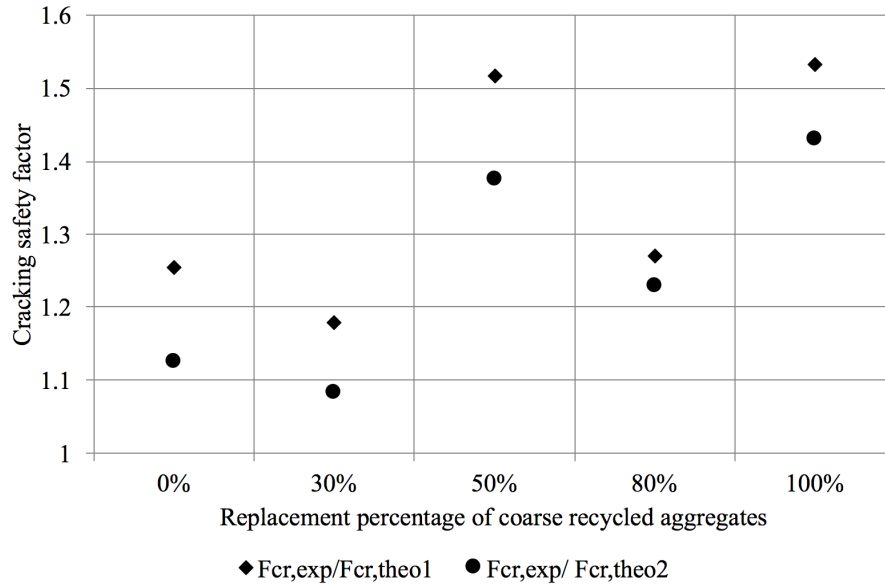 1.6
1.5
1.4
1.3
1.2
1.1
1
Cracking safety factor
0% 30% 50% 80% 100%
Replacement percentage of coarse recycled aggregates
Fcr,exp/Fcr,theo1 Fcr,exp/ Fcr,theo2